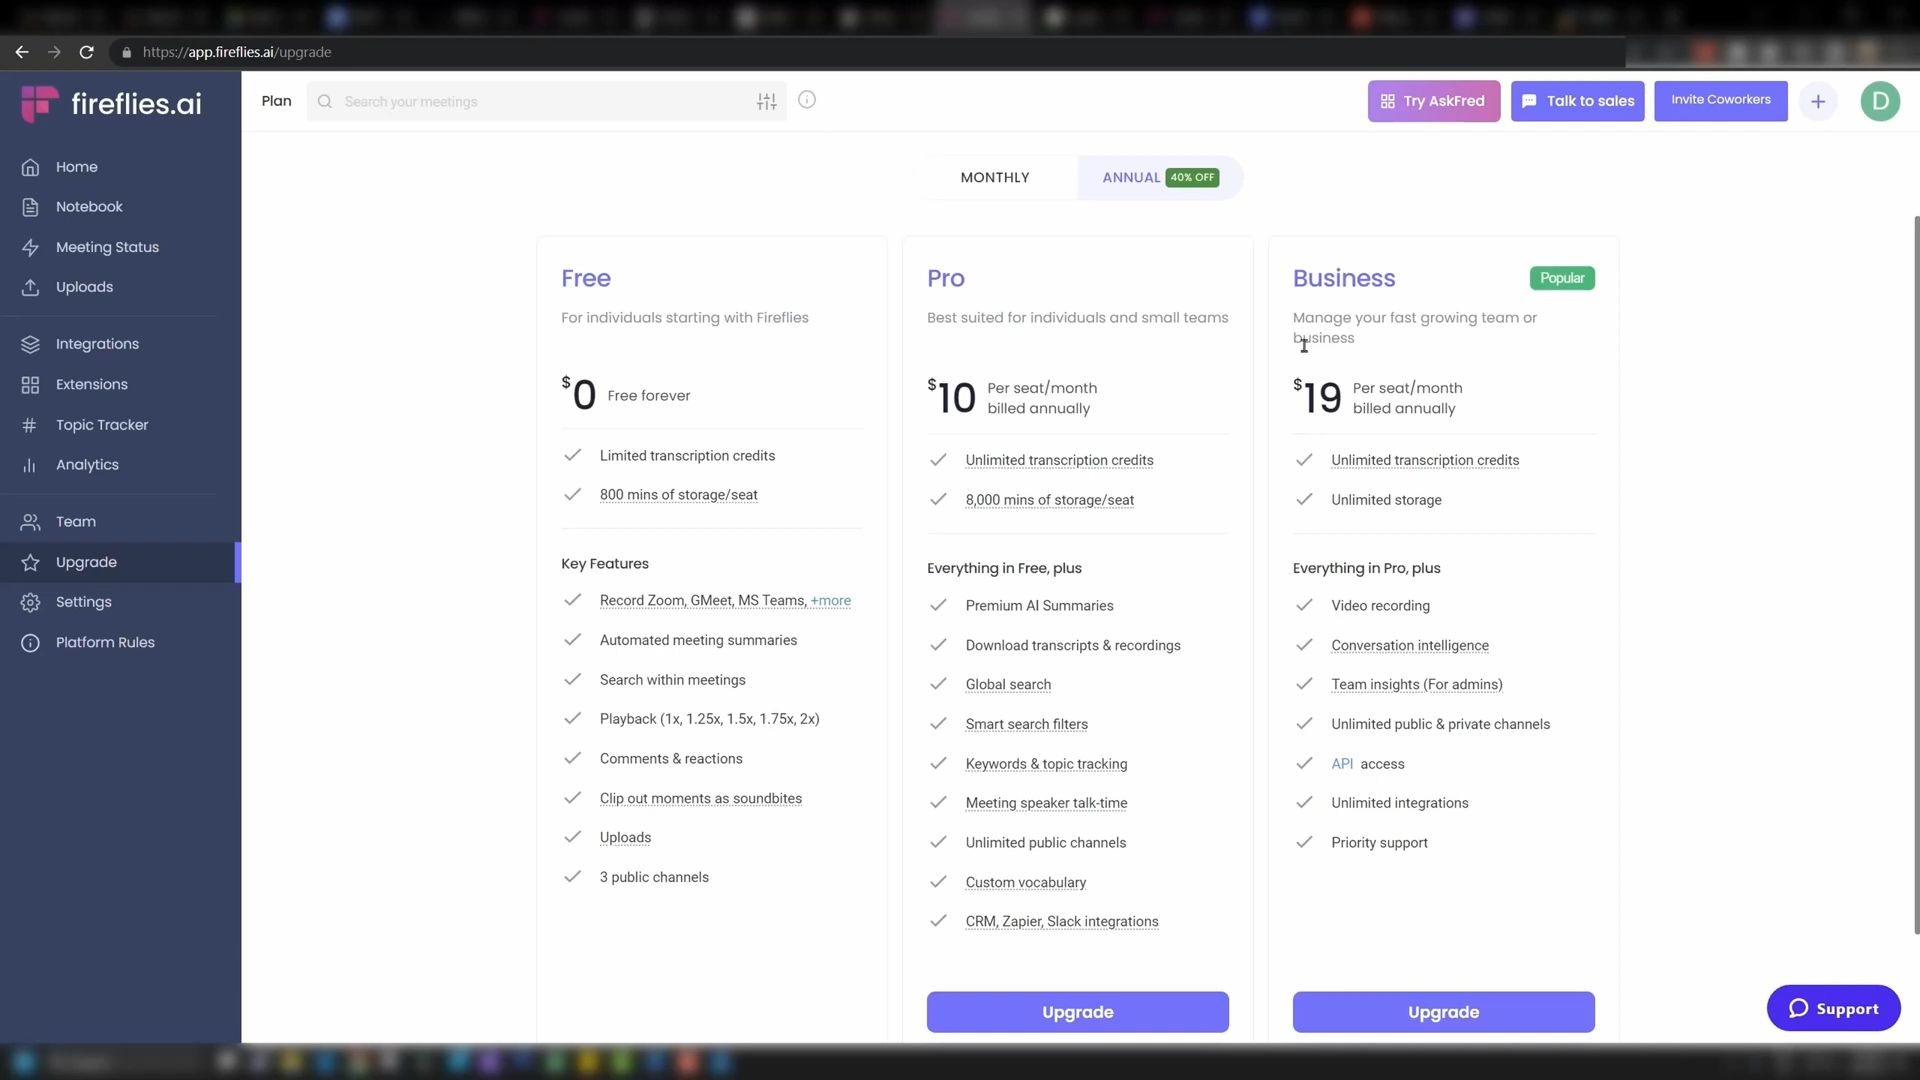 https://app.fireflies.ai/upgrade
fireflies.ai
Plan
Search your meetings
Try AskFred
Talk to sales
Invite Coworkers
+
D
Home
Notebook
Meeting Status
Uploads
Integrations
Extensions
Topic Tracker
Analytics
Team
Upgrade
Settings
Platform Rules
MONTHLY
ANNUAL 40% OFF
Free
For individuals starting with Fireflies
$0 Free forever
Limited transcription credits
800 mins of storage/seat
Key Features
Record Zoom, GMeet, MS Teams, +more
Automated meeting summaries
Search within meetings
Playback (1x, 1.25x, 1.5x, 1.75x, 2x)
Comments & reactions
Clip out moments as soundbites
Uploads
3 public channels
Pro
Best suited for individuals and small teams
$10 Per seat/month
billed annually
Unlimited transcription credits
8,000 mins of storage/seat
Everything in Free, plus
Premium AI Summaries
Download transcripts & recordings
Global search
Smart search filters
Keywords & topic tracking
Meeting speaker talk-time
Unlimited public channels
Custom vocabulary
CRM, Zapier, Slack integrations
Upgrade
Business
Popular
Manage your fast growing team or
business
$19 Per seat/month
billed annually
Unlimited transcription credits
Unlimited storage
Everything in Pro, plus
Video recording
Conversation intelligence
Team insights (For admins)
Unlimited public & private channels
API access
Unlimited integrations
Priority support
Upgrade
Support